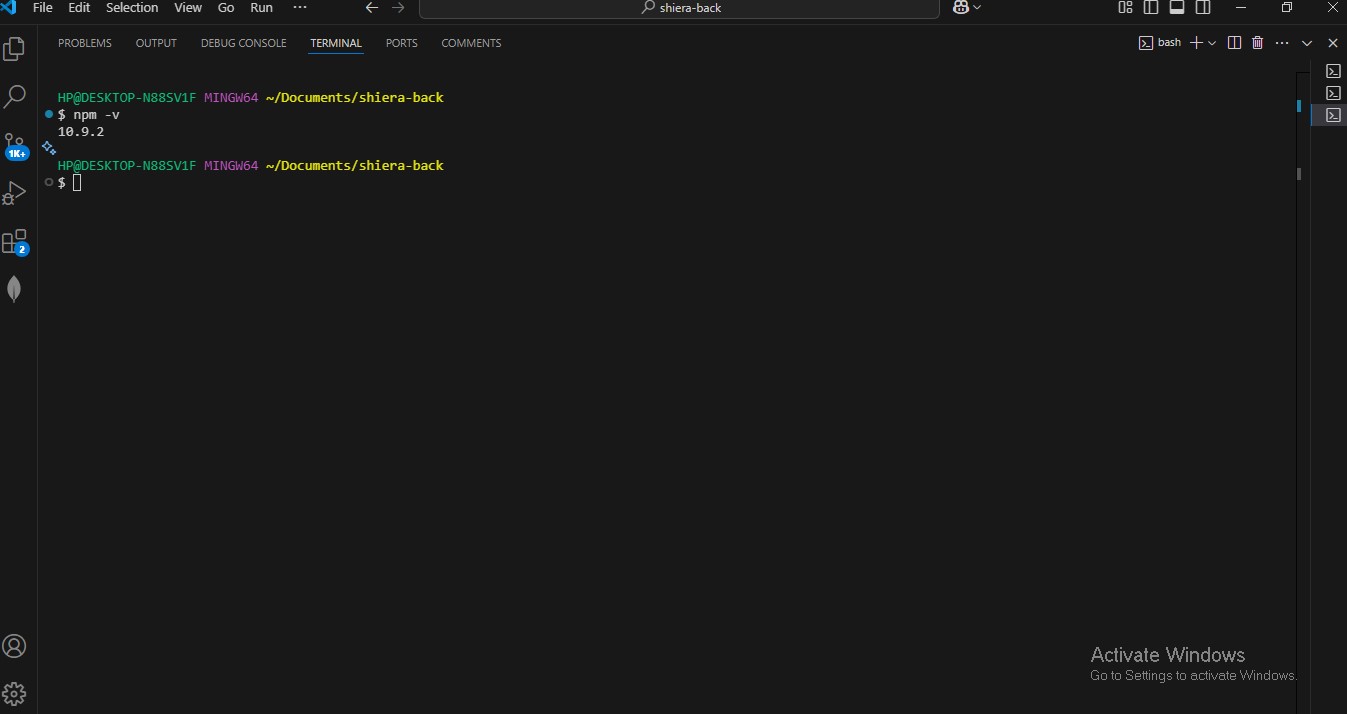 File Edit Selection View Go Run ··· shiera-back
PROBLEMS OUTPUT DEBUG CONSOLE TERMINAL PORTS COMMENTS bash
HP@DESKTOP-N88SV1F MINGW64 ~/Documents/shiera-back
$ npm -v
10.9.2
1K+
HP@DESKTOP-N88SV1F MINGW64 ~/Documents/shiera-back
$
2
Activate Windows
Go to Settings to activate Windows.